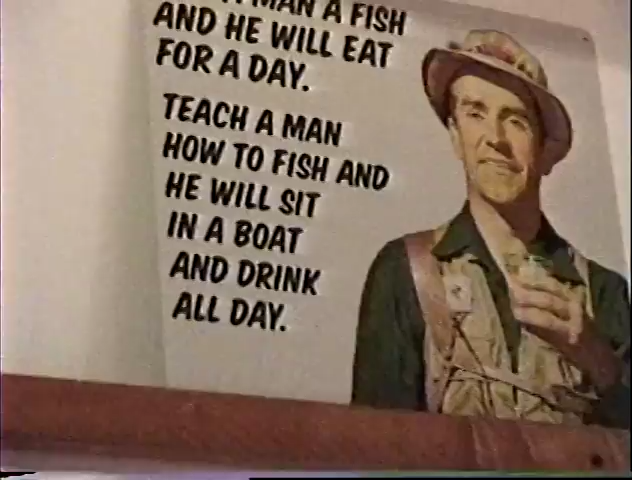 A MAN A FISH
AND HE WILL EAT
FOR A DAY.
TEACH A MAN
HOW TO FISH AND
HE WILL SIT
IN A BOAT
AND DRINK
ALL DAY.